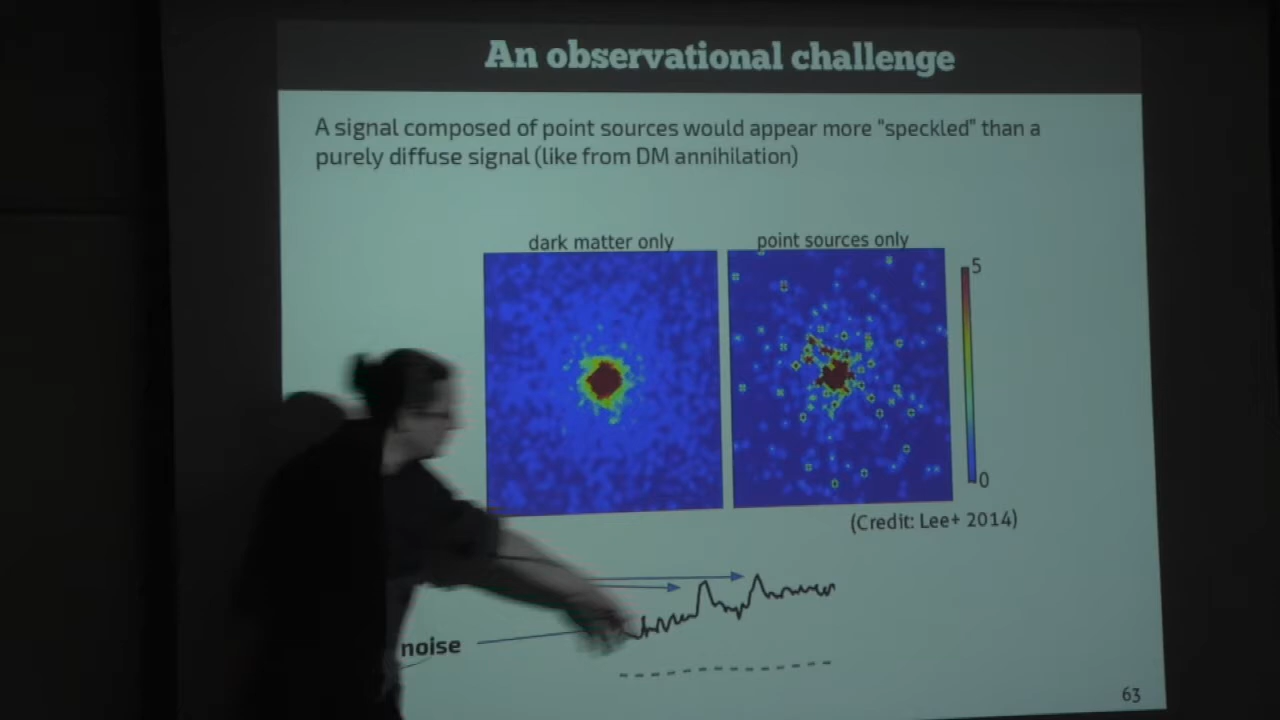 An observational challenge
A signal composed of point sources would appear more "speckled" than a
purely diffuse signal (like from DM annihilation)
dark matter only
point sources only
5
0
(Credit: Lee+ 2014)
noise
63